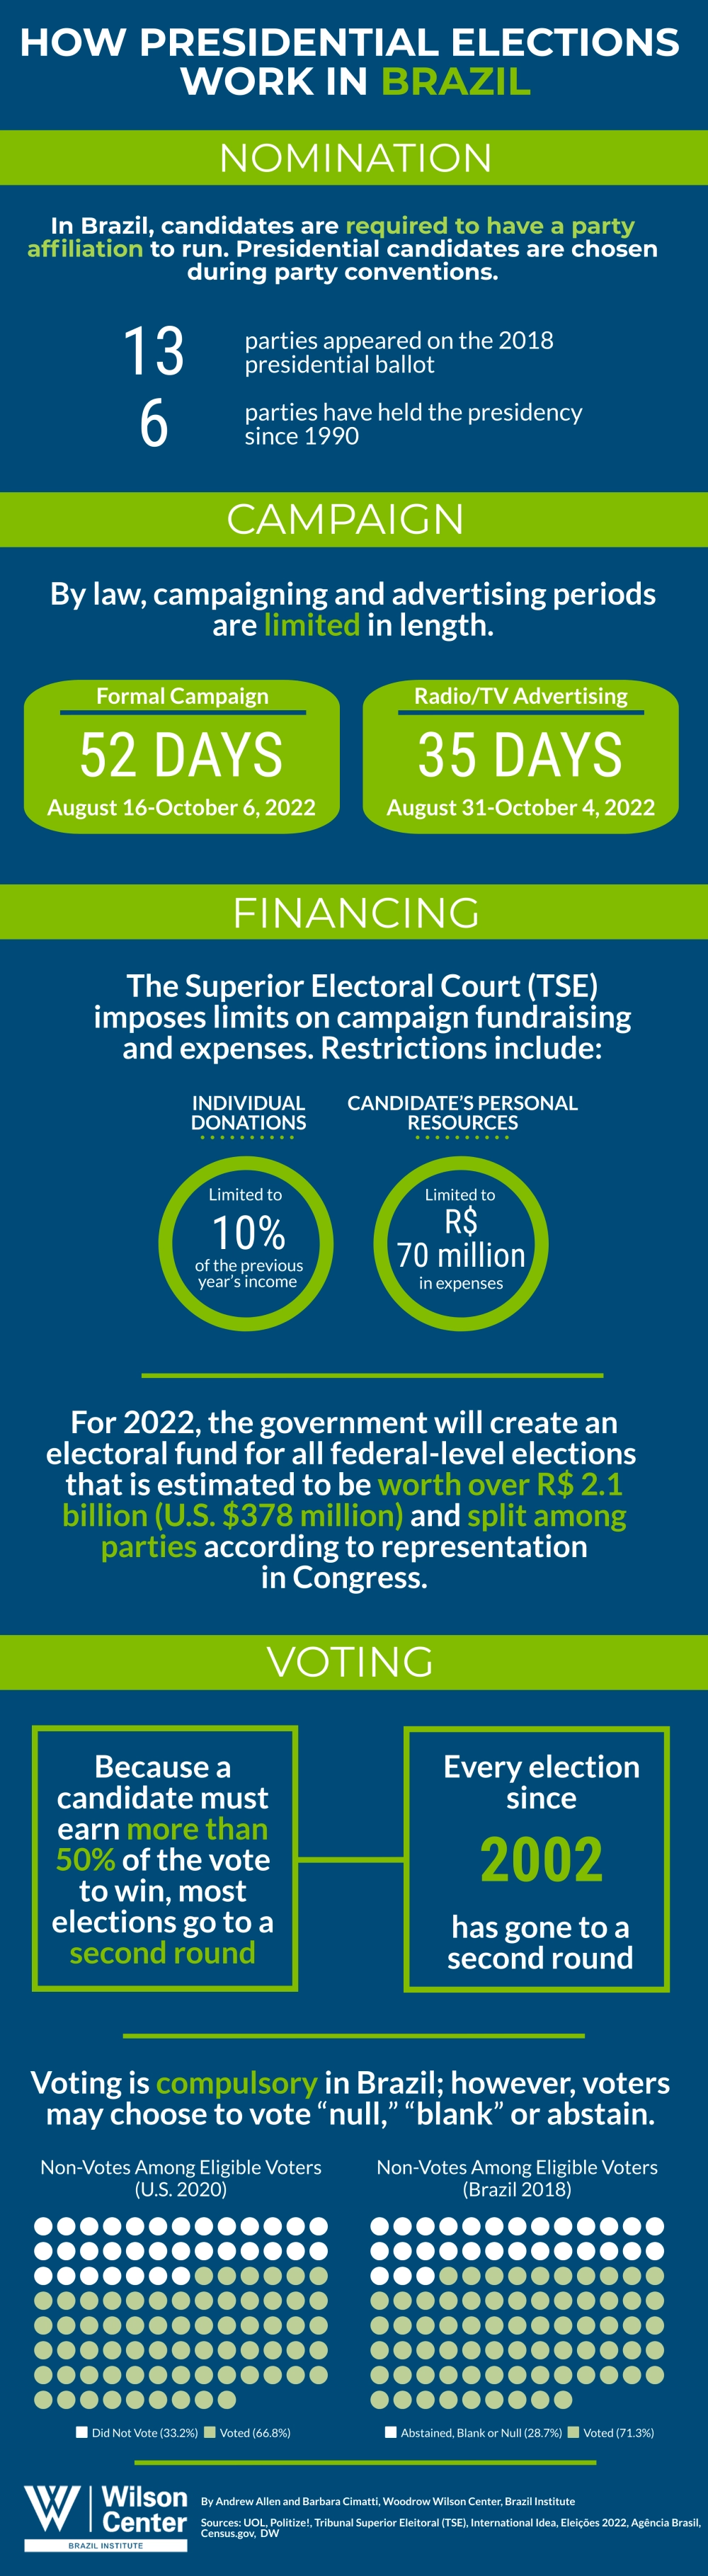 HOW PRESIDENTIAL ELECTIONS
WORK IN BRAZIL
NOMINATION
In Brazil, candidates are required to have a party
affiliation to run. Presidential candidates are chosen
during party conventions.
13
parties appeared on the 2018
presidential ballot
6
parties have held the presidency
since 1990
CAMPAIGN
By law, campaigning and advertising periods
are limited in length.
Formal Campaign
52 DAYS
August 16-October 6, 2022
Radio/TV Advertising
35 DAYS
August 31-October 4, 2022
FINANCING
The Superior Electoral Court (TSE)
imposes limits on campaign fundraising
and expenses. Restrictions include:
INDIVIDUAL
DONATIONS
Limited to
10%
of the previous
year's income
CANDIDATE'S PERSONAL
RESOURCES
Limited to
R$
70 million
in expenses
For 2022, the government will create an
electoral fund for all federal-level elections
that is estimated to be worth over R$ 2.1
billion (U.S. $378 million) and split among
parties according to representation
in Congress.
VOTING
Because a
candidate must
earn more than
50% of the vote
to win, most
elections go to a
second round
Every election
since
2002
has gone to a
second round
Voting is compulsory in Brazil; however, voters
may choose to vote “null,” “blank” or abstain.
Non-Votes Among Eligible Voters
(U.S. 2020)
Did Not Vote (33.2%) Voted (66.8%)
Non-Votes Among Eligible Voters
(Brazil 2018)
Abstained, Blank or Null (28.7%) Voted (71.3%)
Wilson
Center
BRAZIL INSTITUTE
By Andrew Allen and Barbara Cimatti, Woodrow Wilson Center, Brazil Institute
Sources: UOL, Politize!, Tribunal Superior Eleitoral (TSE), International Idea, Eleições 2022, Agência Brasil,
Census.gov, DW